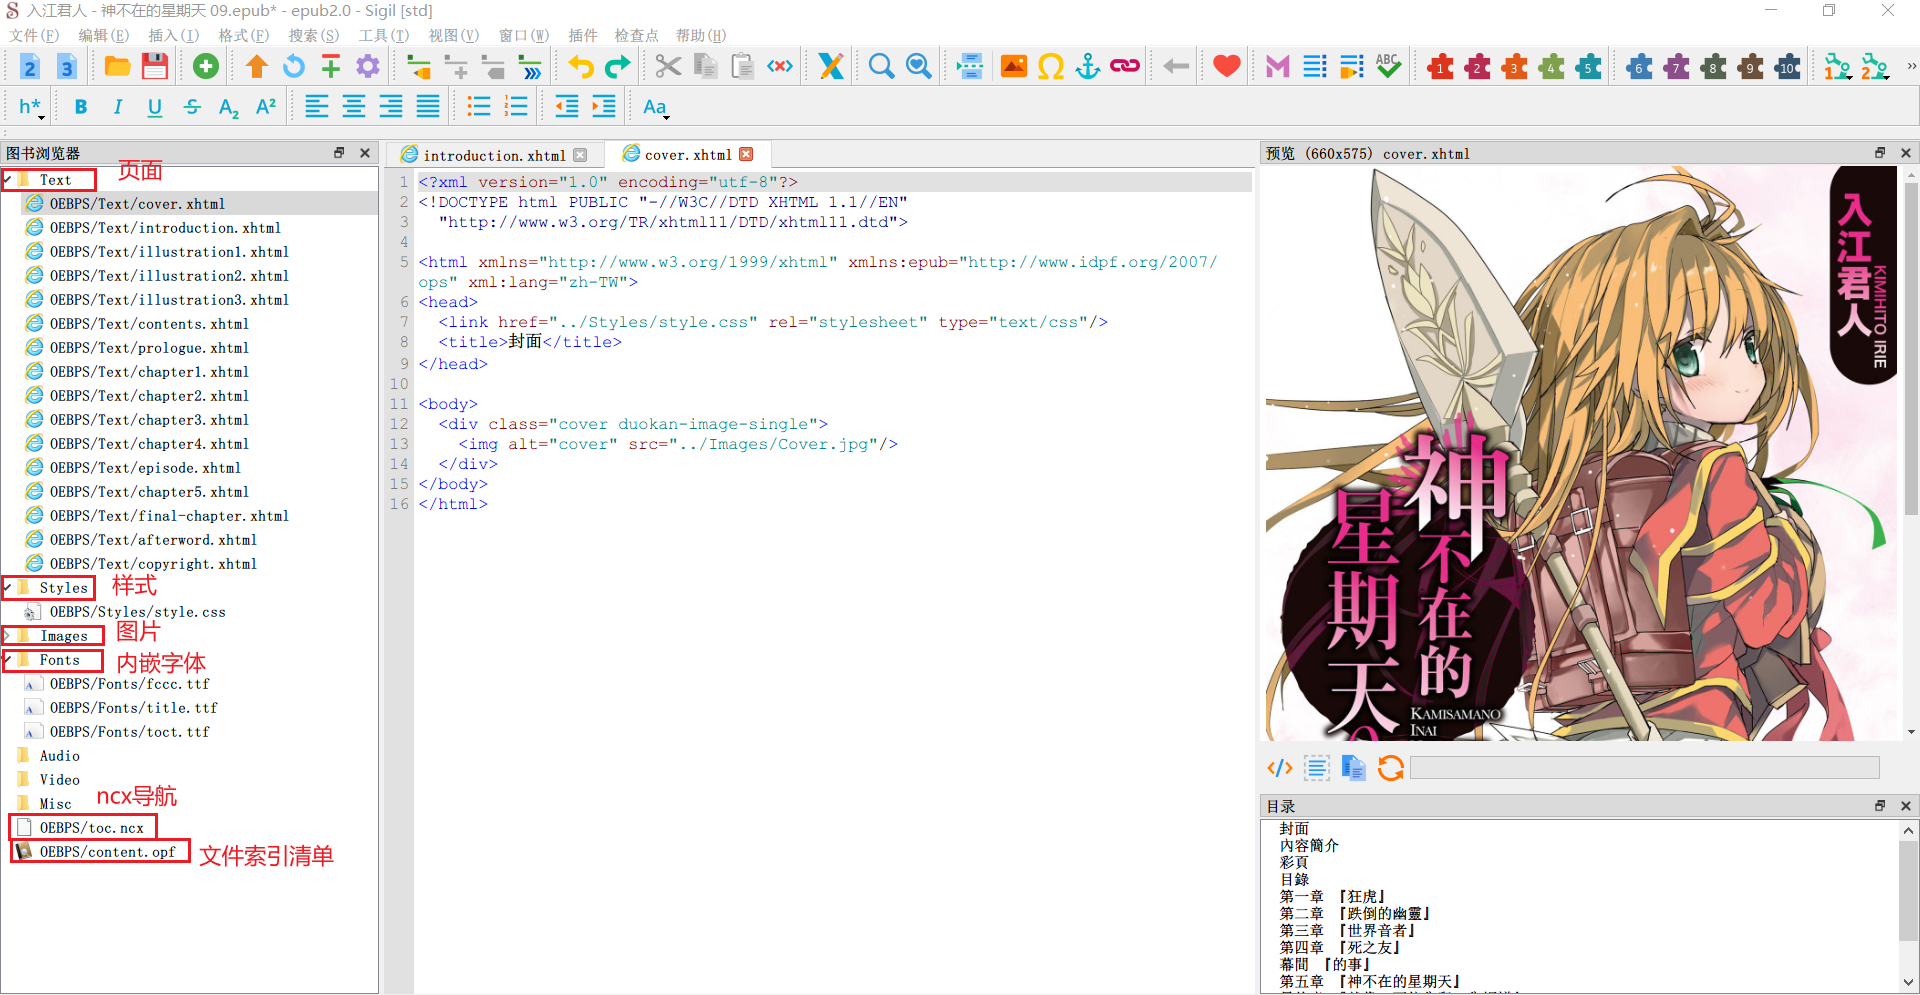 入江君人 - 神不在的星期天 09.epub* - epub2.0 - Sigil [std]
文件(F) 编辑(E) 插入(I) 格式(F) 搜索(S) 工具(T) 视图(V) 窗口(W) 插件 检查点 帮助(H)
2 3 ABC 1 2 3 4 5 6 7 8 9 10 1 2
h* B I U S A2 A² Aa
图书浏览器
Text 页面
OEBPS/Text/cover.xhtml
OEBPS/Text/introduction.xhtml
OEBPS/Text/illustration1.xhtml
OEBPS/Text/illustration2.xhtml
OEBPS/Text/illustration3.xhtml
OEBPS/Text/contents.xhtml
OEBPS/Text/prologue.xhtml
OEBPS/Text/chapter1.xhtml
OEBPS/Text/chapter2.xhtml
OEBPS/Text/chapter3.xhtml
OEBPS/Text/chapter4.xhtml
OEBPS/Text/episode.xhtml
OEBPS/Text/chapter5.xhtml
OEBPS/Text/final-chapter.xhtml
OEBPS/Text/afterword.xhtml
OEBPS/Text/copyright.xhtml
Styles 样式
OEBPS/Styles/style.css
Images 图片
Fonts 内嵌字体
OEBPS/Fonts/fccc.ttf
OEBPS/Fonts/title.ttf
OEBPS/Fonts/toct.ttf
Audio
Video
Misc
ncx导航
OEBPS/toc.ncx
OEBPS/content.opf 文件索引清单
introduction.xhtml cover.xhtml
1 <?xml version="1.0" encoding="utf-8"?>
2 <!DOCTYPE html PUBLIC "-//W3C//DTD XHTML 1.1//EN"
3 "http://www.w3.org/TR/xhtml11/DTD/xhtml11.dtd">
4
5 <html xmlns="http://www.w3.org/1999/xhtml" xmlns:epub="http://www.idpf.org/2007/
ops" xml:lang="zh-TW">
6 <head>
7 <link href="../Styles/style.css" rel="stylesheet" type="text/css"/>
8 <title>封面</title>
9 </head>
10
11 <body>
12 <div class="cover duokan-image-single">
13 <img alt="cover" src="../Images/Cover.jpg"/>
14 </div>
15 </body>
16 </html>
预览 (660x575) cover.xhtml
入江君人
KIMIHITO IRIE
神不在的
星期天
KAMISAMANO
INAI
目录
封面
內容簡介
彩頁
目錄
第一章 『狂虎』
第二章 『跌倒的幽靈』
第三章 『世界音者』
第四章 『死之友』
幕間 『的事』
第五章 『神不在的星期天』